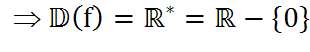 ⇒ 𝔻(f) = ℝ* = ℝ − {0}